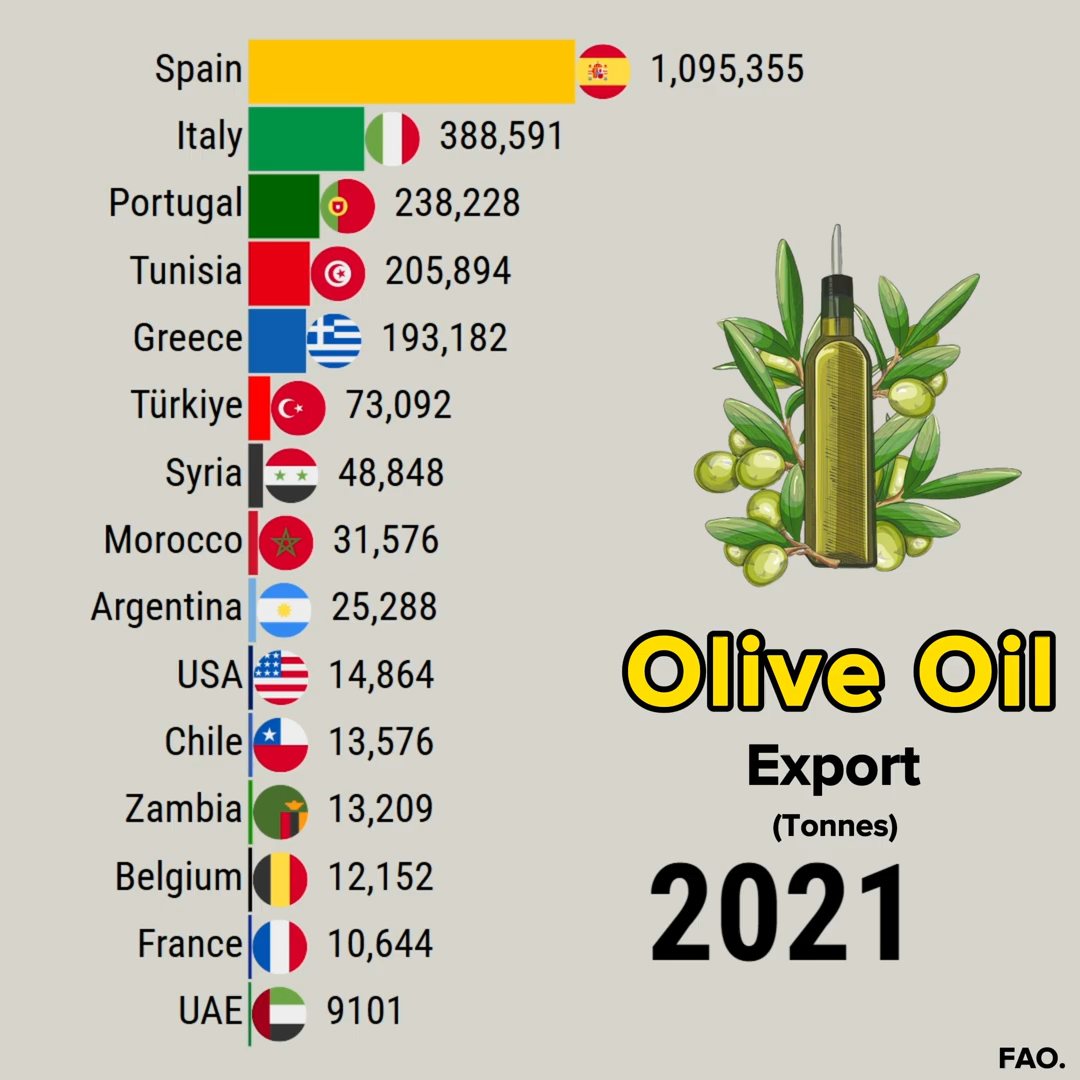 Spain 1,095,355
Italy 388,591
Portugal 238,228
Tunisia 205,894
Greece 193,182
Türkiye 73,092
Syria 48,848
Morocco 31,576
Argentina 25,288
USA 14,864
Chile 13,576
Zambia 13,209
Belgium 12,152
France 10,644
UAE 9101
Olive Oil
Export
(Tonnes)
2021
FAO.